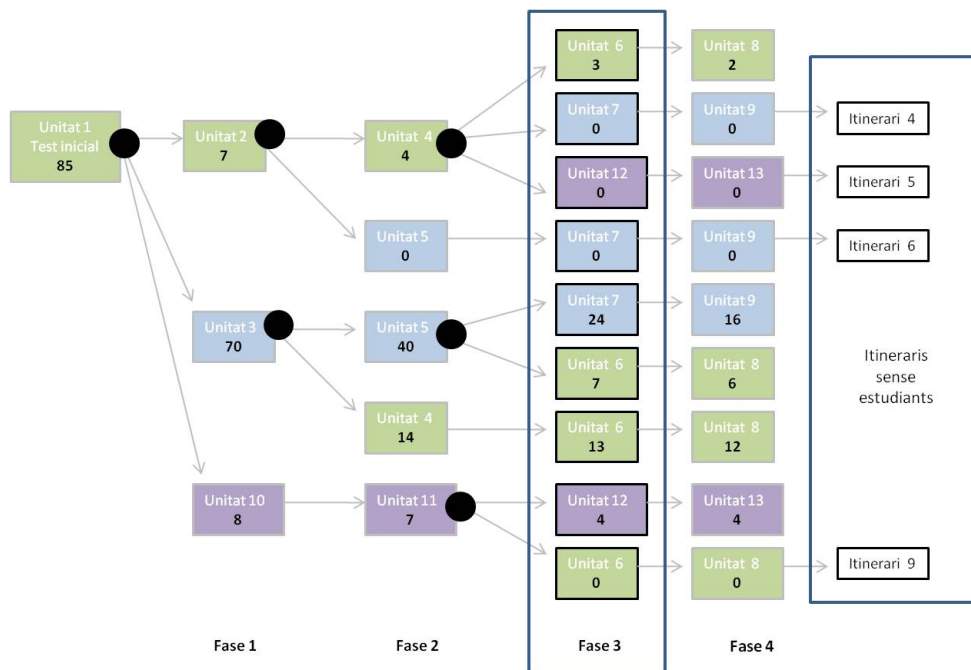 Unitat 6
3
Unitat 8
2
Unitat 1
Test inicial
85
Unitat 2
7
Unitat 4
4
Unitat 7
0
Unitat 9
0
Itinerari 4
Unitat 12
0
Unitat 13
0
Itinerari 5
Unitat 5
0
Unitat 7
0
Unitat 9
0
Itinerari 6
Unitat 3
70
Unitat 5
40
Unitat 7
24
Unitat 9
16
Unitat 6
7
Unitat 8
6
Itineraris
sense
estudiants
Unitat 4
14
Unitat 6
13
Unitat 8
12
Unitat 10
8
Unitat 11
7
Unitat 12
4
Unitat 13
4
Unitat 6
0
Unitat 8
0
Itinerari 9
Fase 1
Fase 2
Fase 3
Fase 4